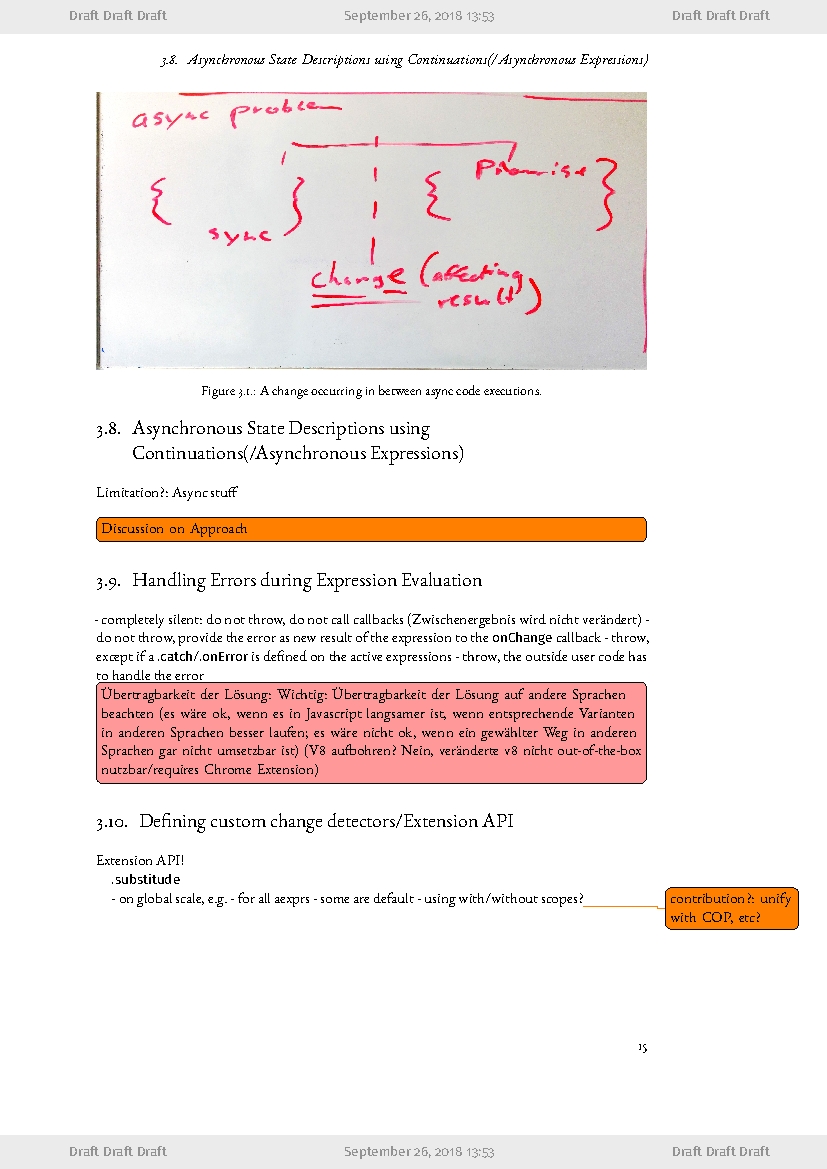 Draft Draft Draft September 26, 2018 13:53 Draft Draft Draft
3.8. Asynchronous State Descriptions using Continuations(/Asynchronous Expressions)
async problem
{ } { Promise }
sync
change (affecting
result)
Figure 3.1.: A change occurring in between async code executions.
3.8. Asynchronous State Descriptions using
Continuations(/Asynchronous Expressions)
Limitation?: Async stuff
Discussion on Approach
3.9. Handling Errors during Expression Evaluation
- completely silent: do not throw, do not call callbacks (Zwischenergebnis wird nicht verändert) -
do not throw, provide the error as new result of the expression to the onChange callback - throw,
except if a .catch/.onError is defined on the active expressions - throw, the outside user code has
to handle the error
Übertragbarkeit der Lösung: Wichtig: Übertragbarkeit der Lösung auf andere Sprachen
beachten (es wäre ok, wenn es in Javascript langsamer ist, wenn entsprechende Varianten
in anderen Sprachen besser laufen; es wäre nicht ok, wenn ein gewählter Weg in anderen
Sprachen gar nicht umsetzbar ist) (V8 aufbohren? Nein, veränderte v8 nicht out-of-the-box
nutzbar/requires Chrome Extension)
3.10. Defining custom change detectors/Extension API
Extension API!
.substitude
- on global scale, e.g. - for all aexprs - some are default - using with/without scopes?
contribution?: unify
with COP, etc?
15
Draft Draft Draft September 26, 2018 13:53 Draft Draft Draft